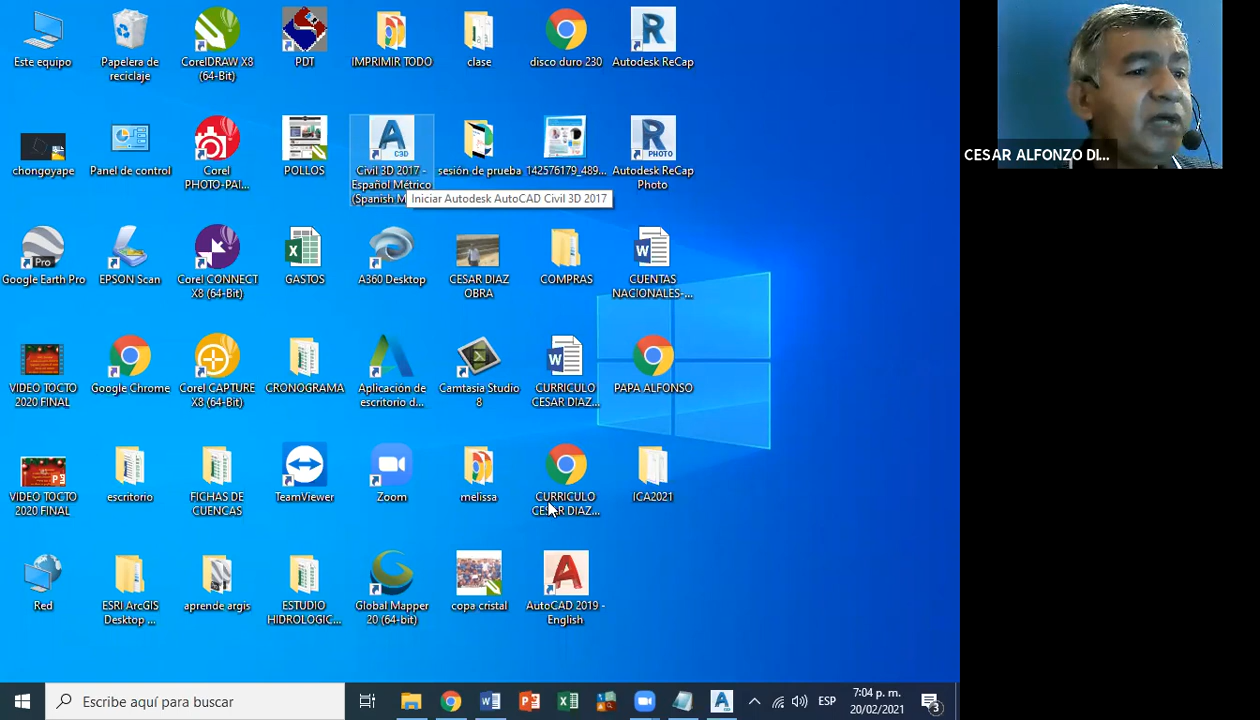 Este equipo
Papelera de
reciclaje
CorelDRAW X8
(64-Bit)
PDT
IMPRIMIR TODO
clase
disco duro 230
Autodesk ReCap
chongoyape
Panel de control
Corel
PHOTO-PAI...
POLLOS
C3D
Civil 3D 2017 -
Español Métrico
(Spanish M
Iniciar Autodesk AutoCAD Civil 3D 2017
sesión de prueba
142576179_489...
PHOTO
Autodesk ReCap
Photo
Pro
Google Earth Pro
EPSON Scan
Corel CONNECT
X8 (64-Bit)
GASTOS
A360 Desktop
CESAR DIAZ
OBRA
COMPRAS
CUENTAS
NACIONALES-...
VIDEO TOCTO
2020 FINAL
Google Chrome
Corel CAPTURE
X8 (64-Bit)
CRONOGRAMA
Aplicación de
escritorio d...
Camtasia Studio
8
CURRICULO
CESAR DIAZ...
PAPA ALFONSO
VIDEO TOCTO
2020 FINAL
escritorio
FICHAS DE
CUENCAS
TeamViewer
Zoom
melissa
CURRICULO
CESAR DIAZ...
ICA2021
Red
ESRI ArcGIS
Desktop ...
aprende argis
ESTUDIO
HIDROLOGIC...
Global Mapper
20 (64-bit)
copa cristal
AutoCAD 2019 -
English
CESAR ALFONZO DI...
Escribe aquí para buscar
ESP
7:04 p. m.
20/02/2021
3